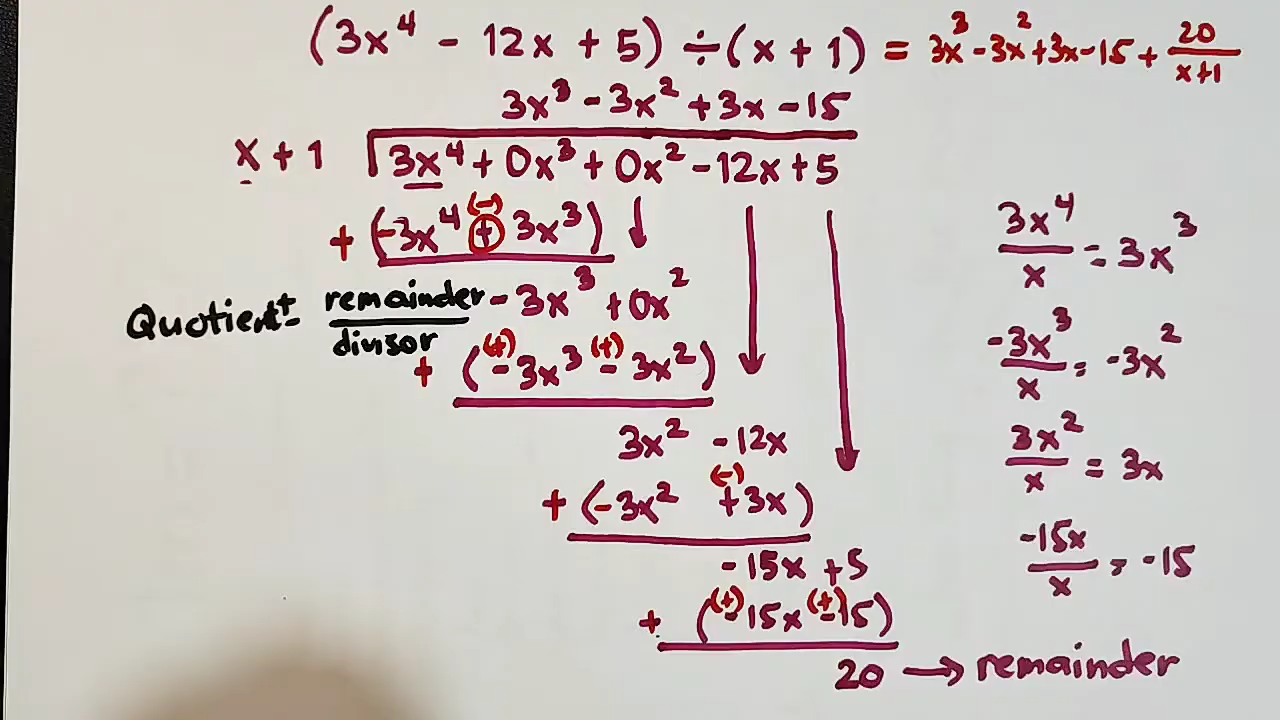 (3x⁴ - 12x + 5) ÷ (x + 1) = 3x³ - 3x² + 3x - 15 + 20/(x+1)
3x³ - 3x² + 3x - 15
x + 1 3x⁴ + 0x³ + 0x² - 12x + 5
(-)
+ (-3x⁴ + 3x³)
3x⁴/x = 3x³
Quotient + remainder/divisor
-3x³ + 0x²
(+) (+)
+ (-3x³ - 3x²)
-3x³/x = -3x²
3x² - 12x
3x²/x = 3x
(-)
+ (-3x² + 3x)
-15x + 5
-15x/x = -15
(+) (+)
+ (-15x - 15)
20 → remainder